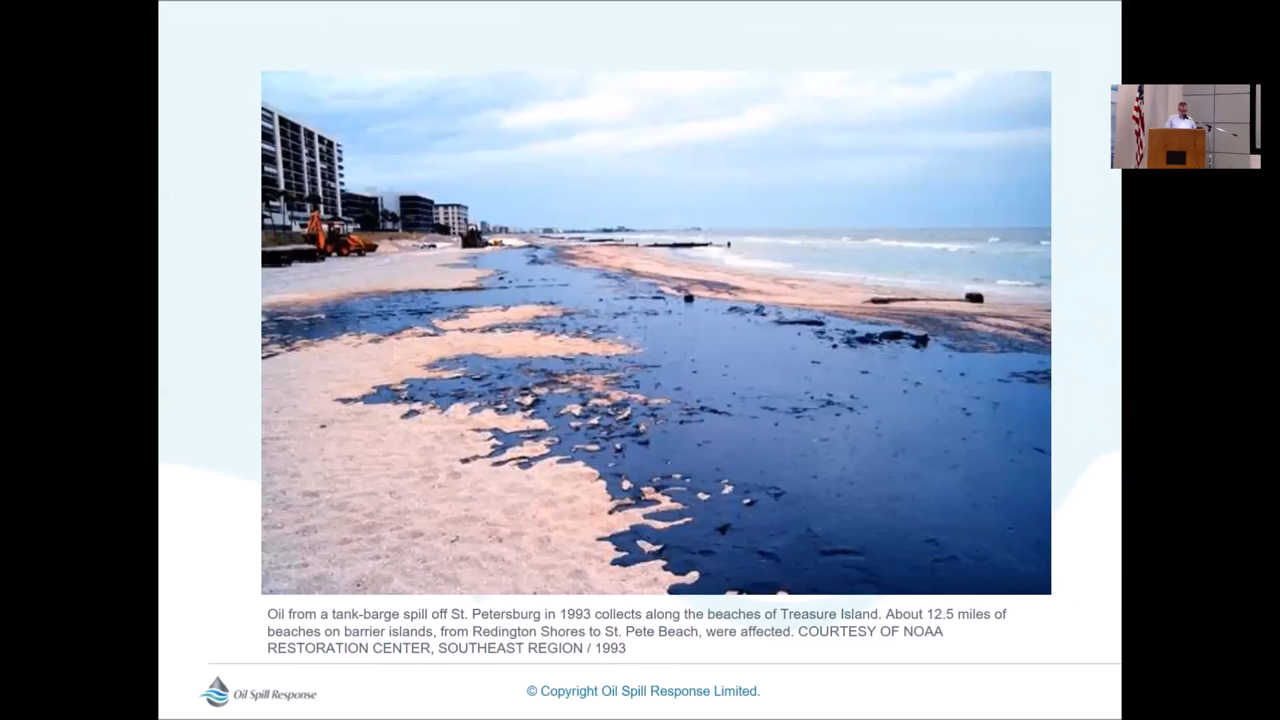 Oil from a tank-barge spill off St. Petersburg in 1993 collects along the beaches of Treasure Island. About 12.5 miles of
beaches on barrier islands, from Redington Shores to St. Pete Beach, were affected. COURTESY OF NOAA
RESTORATION CENTER, SOUTHEAST REGION / 1993
Oil Spill Response
© Copyright Oil Spill Response Limited.